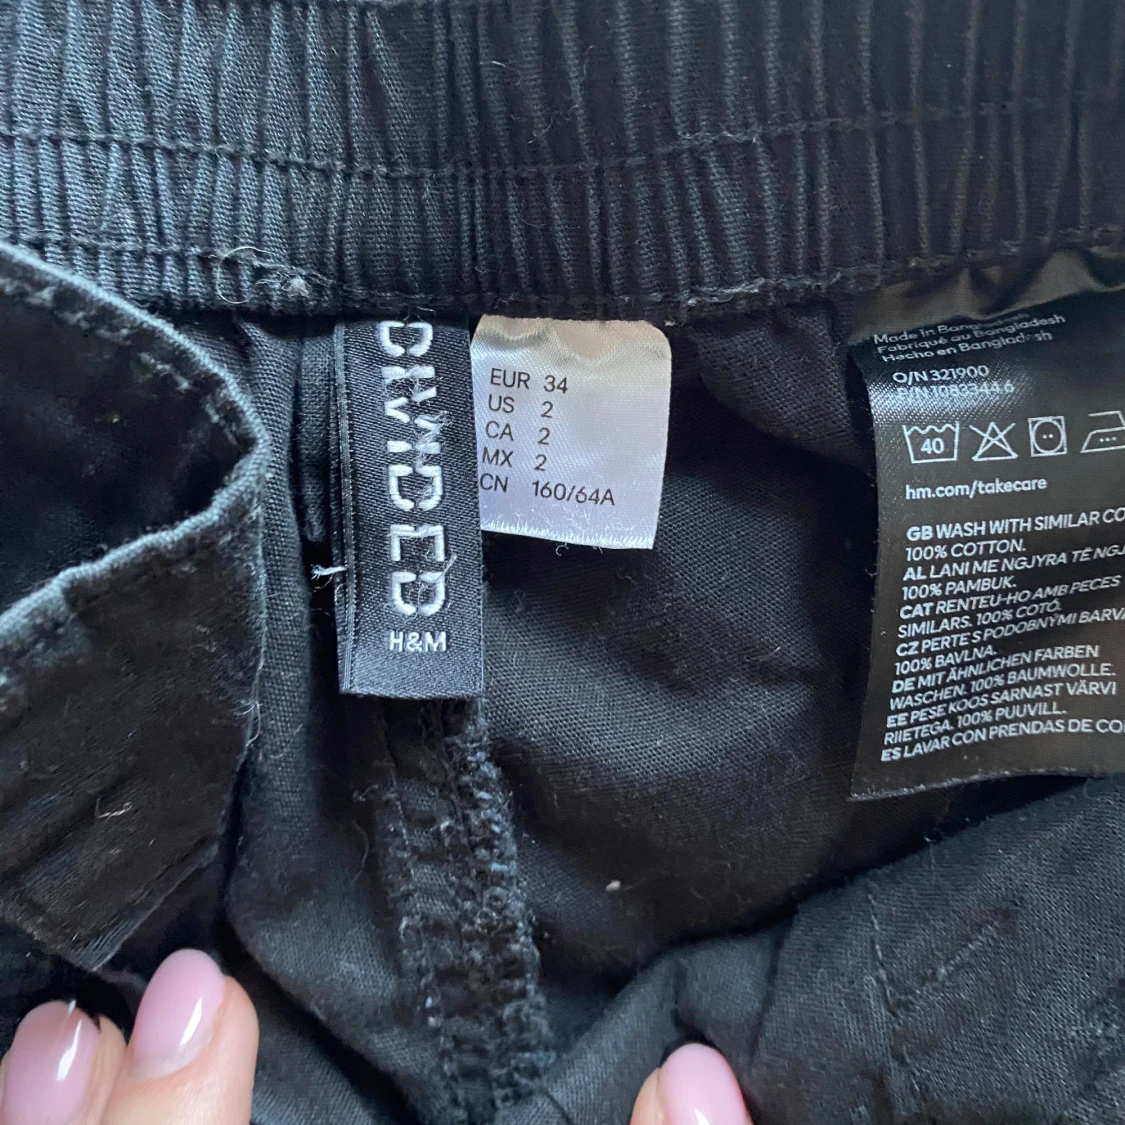 DIVIDED
H&M
EUR 34
US 2
CA 2
MX 2
CN 160/64A
Made in
Fabriqué au Bangladesh
Hecho en Bangladesh
O/N 321900
P/N 1083344.6
40
hm.com/takecare
GB WASH WITH SIMILAR CO
100% COTTON.
AL LANI ME NGJYRA TË NGJ
100% PAMBUK.
CAT RENTEU-HO AMB PECES
SIMILARS. 100% COTÓ.
CZ PERTE S PODOBNÝMI BARVA
100% BAVLNA.
DE MIT ÄHNLICHEN FARBEN
WASCHEN. 100% BAUMWOLLE.
EE PESE KOOS SARNAST VÄRVI
RIIETEGA. 100% PUUVILL.
ES LAVAR CON PRENDAS DE CO